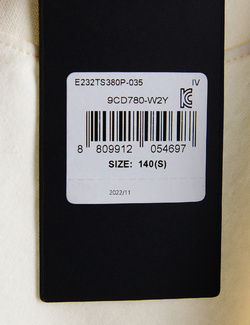 E232TS380P-035 IV
9CD780-W2Y
8 809912 054697
SIZE: 140(S)
2022/11